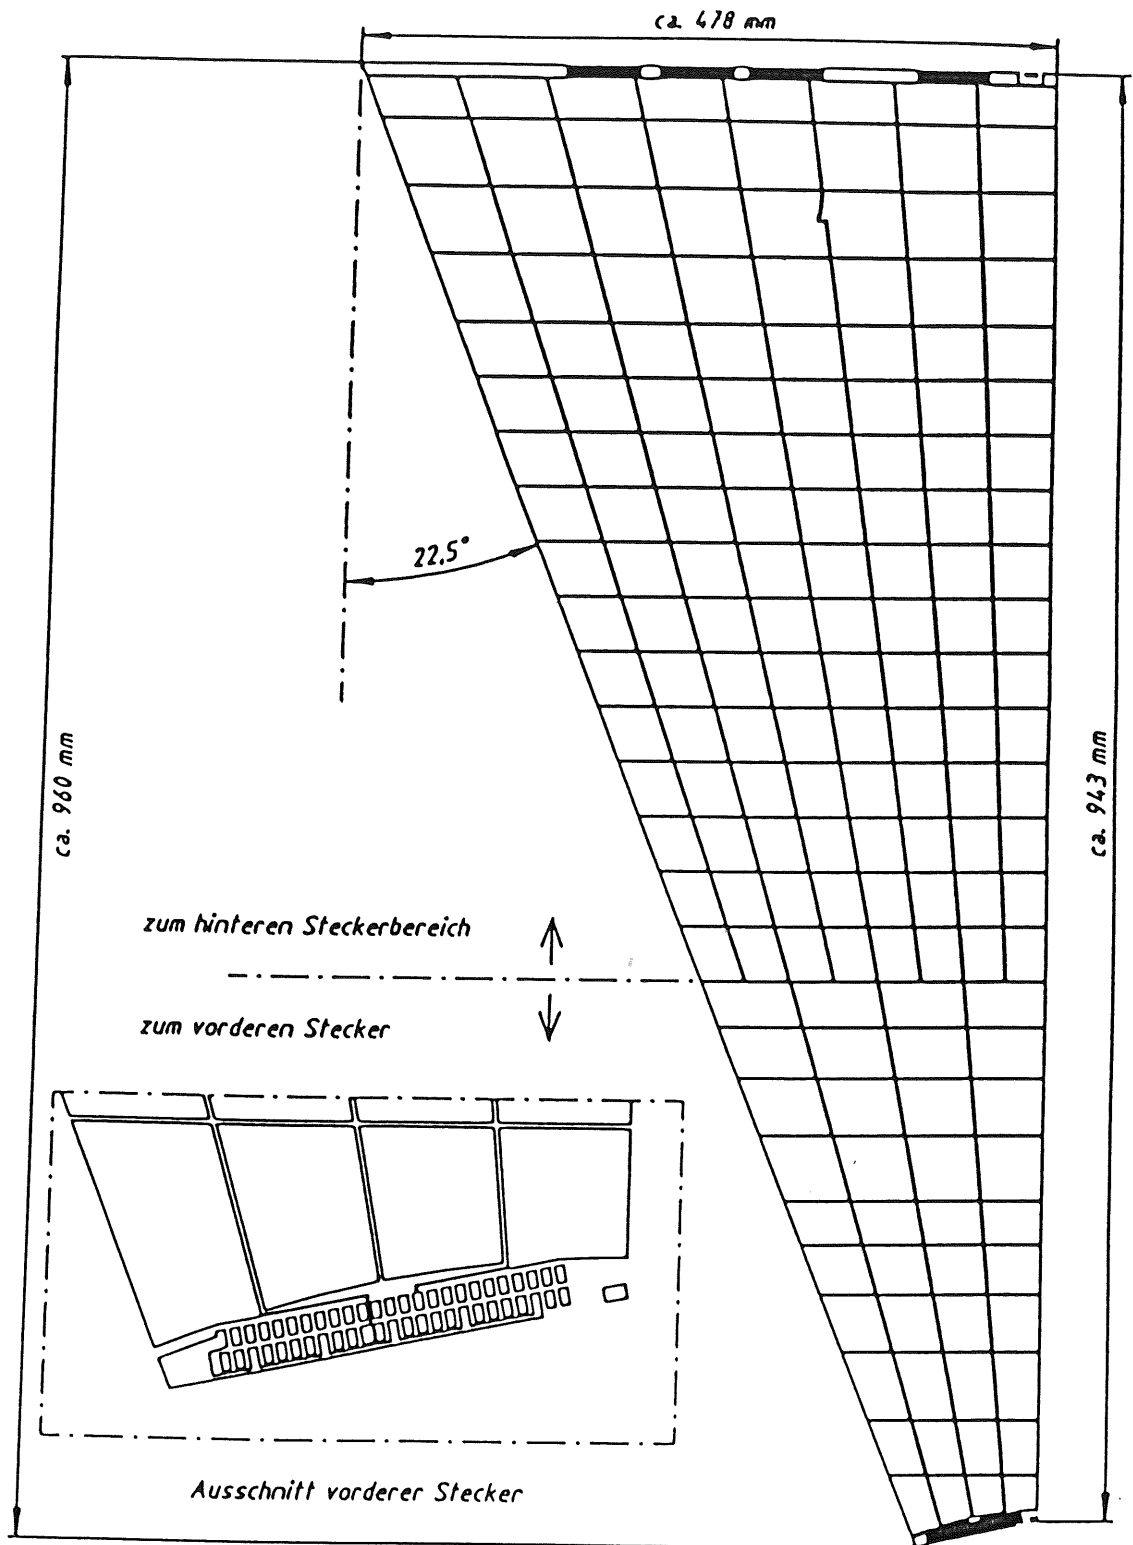 ca. 478 mm
22,5°
ca. 960 mm
ca. 943 mm
zum hinteren Steckerbereich
zum vorderen Stecker
Ausschnitt vorderer Stecker